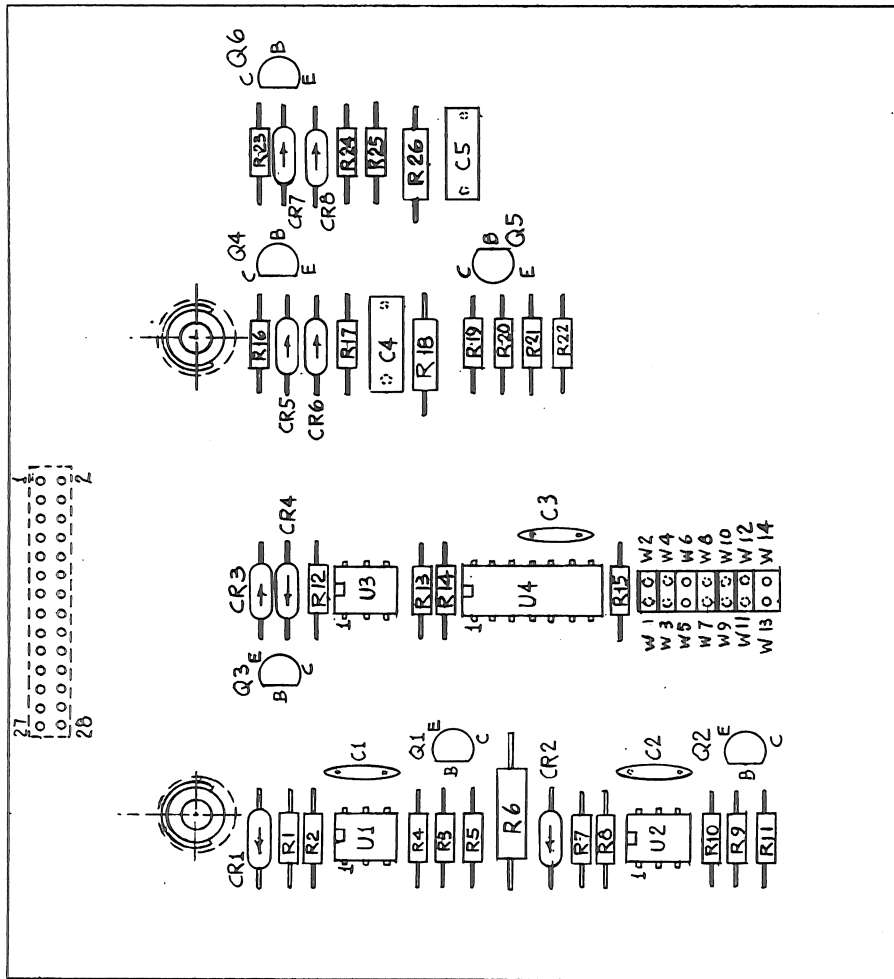 Q6
C B E
R23 CR7 CR8 R24 R25 R26 C5
Q4
C B E
Q5
C B E
R16 CR5 CR6 R17 C4 R18 R19 R20 R21 R22
1 2
27 28
CR3 CR4 R12 U3 1 R13 R14 U4 1 C3 R15
W2 W4 W6 W8 W10 W12 W14
W1 W3 W5 W7 W9 W11 W13
Q3
E B C
C1
Q1
E B C
CR2
C2
Q2
E B C
CR1 R1 R2 U1 1 R4 R3 R5 R6 R7 R8 U2 1 R10 R9 R11